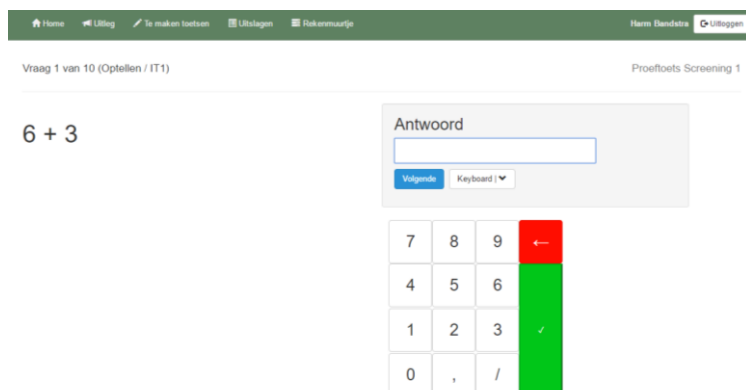 Home Uitleg Te maken toetsen Uitslagen Rekenmuurtje Harm Bandstra Uitloggen
Vraag 1 van 10 (Optellen / IT1) Proeftoets Screening 1
6 + 3
Antwoord
Volgende Keyboard |
7 8 9 ←
4 5 6
1 2 3 ✓
0 , /